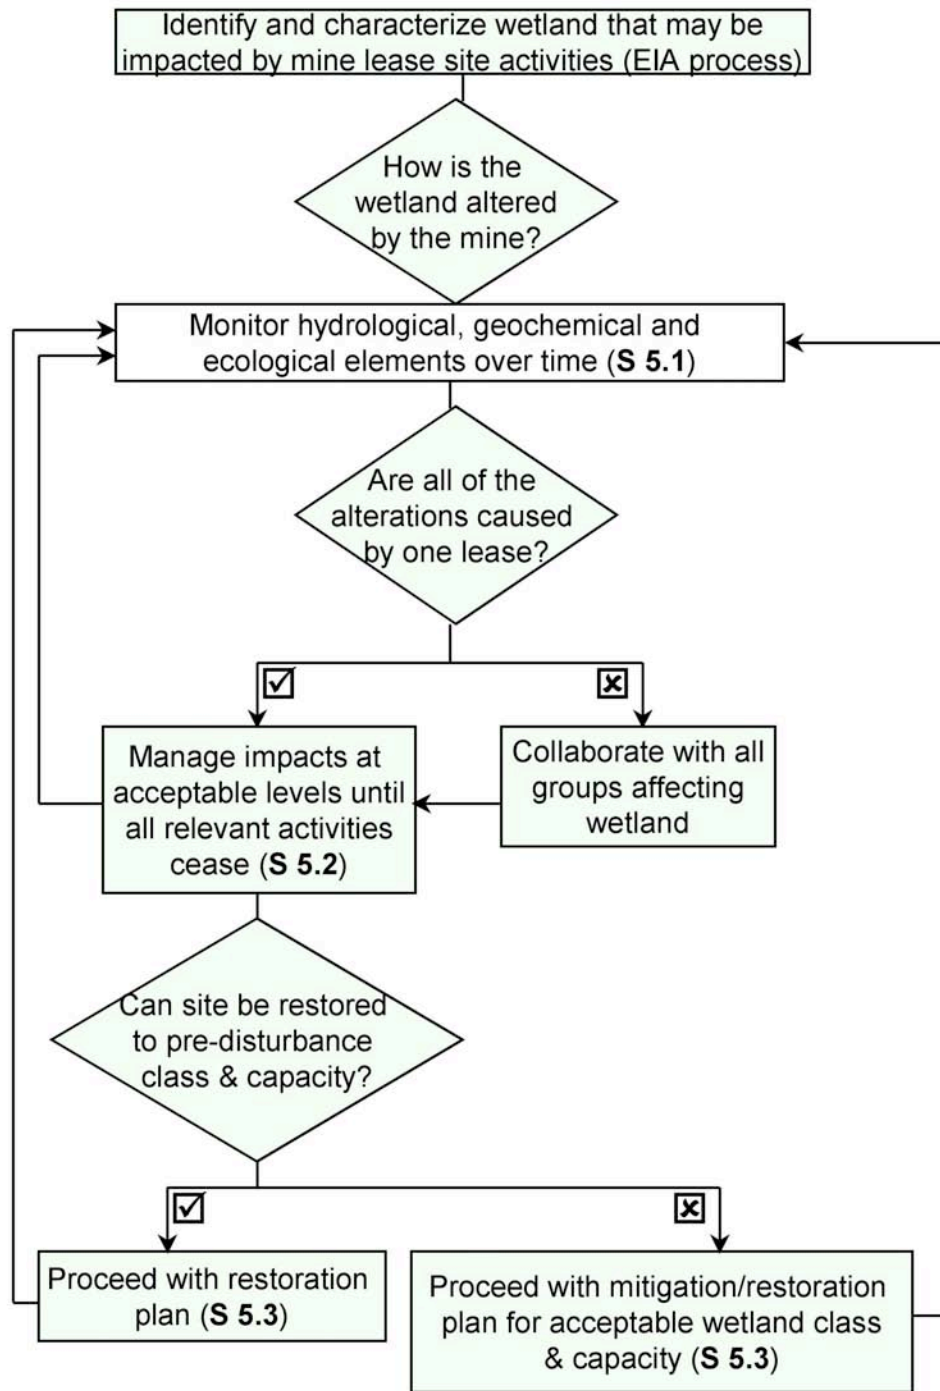 Identify and characterize wetland that may be
impacted by mine lease site activities (EIA process)
How is the
wetland altered
by the mine?
Monitor hydrological, geochemical and
ecological elements over time (S 5.1)
Are all of the
alterations caused
by one lease?
Manage impacts at
acceptable levels until
all relevant activities
cease (S 5.2)
Collaborate with all
groups affecting
wetland
Can site be restored
to pre-disturbance
class & capacity?
Proceed with restoration
plan (S 5.3)
Proceed with mitigation/restoration
plan for acceptable wetland class
& capacity (S 5.3)